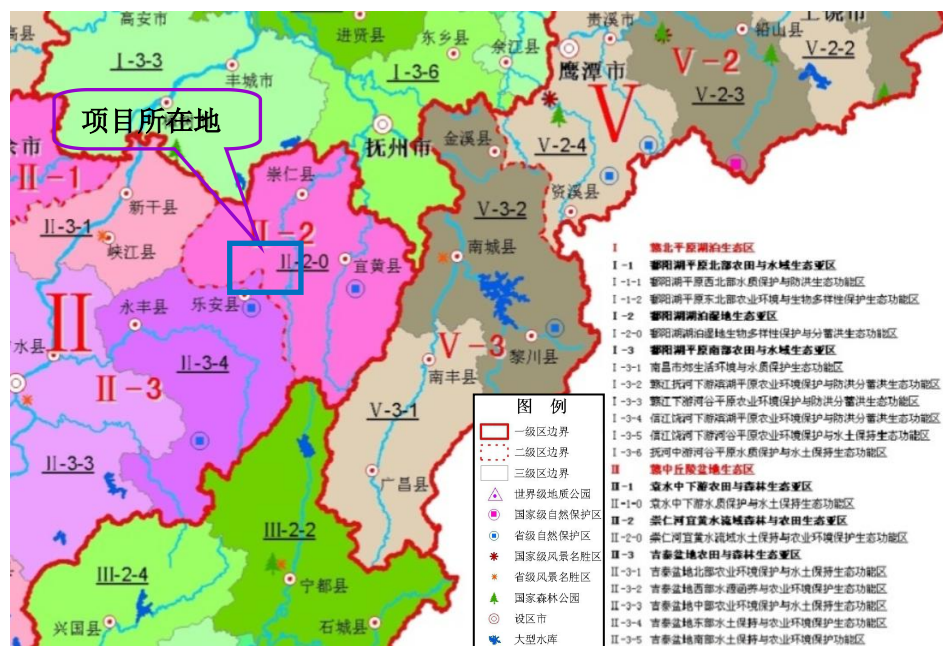 高安市
进贤县
东乡县
余江县
贵溪市
上饶市
铅山县
高县
I-3-3
丰城市
I-3-6
鹰潭市
V-2
V-2-2
V-2-3
项目所在地
余市
抚州市
金溪县
V
V-2-4
II-1
崇仁县
资溪县
新干县
II-3-1
峡江县
II-2
V-3-2
南城县
II-2-0
宜黄县
II
永丰县
乐安县
水县
II-3-4
V-3
黎川县
II-3
南丰县
V-3-1
II-3-3
广昌县
III-2-2
III-2-4
宁都县
兴国县
石城县
图 例
一级区边界
二级区边界
三级区边界
世界级地质公园
国家级自然保护区
省级自然保护区
国家级风景名胜区
省级风景名胜区
国家森林公园
设区市
大型水库
I 赣北平原湖泊生态区
I-1 鄱阳湖平原北部农田与水域生态亚区
I-1-1 鄱阳湖平原西北部水质保护与防洪生态功能区
I-1-2 鄱阳湖平原东北部农业环境与生物多样性保护生态功能区
I-2 鄱阳湖湖泊湿地生态亚区
I-2-0 鄱阳湖湖泊湿地生物多样性保护与分蓄洪生态功能区
I-3 鄱阳湖平原南部农田与水域生态亚区
I-3-1 南昌市郊生活环境与水质保护生态功能区
I-3-2 赣江抚河下游滨湖平原农业环境保护与防洪分蓄洪生态功能区
I-3-3 赣江下游河谷平原农业环境保护与防洪分蓄洪生态功能区
I-3-4 信江饶河下游滨湖平原农业环境保护与防洪分蓄洪生态功能区
I-3-5 信江饶河下游河谷平原农业环境保护与水土保持生态功能区
I-3-6 抚河中游河谷平原水质保护与水土保持生态功能区
II 赣中丘陵盆地生态区
II-1 袁水中下游农田与森林生态亚区
II-1-0 袁水中下游水质保护与水土保持生态功能区
II-2 崇仁河宜黄水流域森林与农田生态亚区
II-2-0 崇仁河宜黄水流域水土保持与农业环境保护生态功能区
II-3 吉泰盆地农田与森林生态亚区
II-3-1 吉泰盆地北部农业环境保护与水土保持生态功能区
II-3-2 吉泰盆地西部水源涵养与农业环境保护生态功能区
II-3-3 吉泰盆地中部农业环境保护与水土保持生态功能区
II-3-4 吉泰盆地东部水土保持与农业环境保护生态功能区
II-3-5 吉泰盆地南部水土保持与农业环境保护功能区